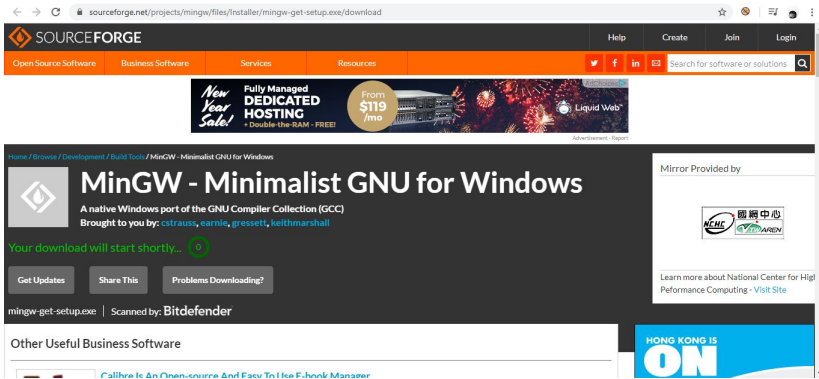 sourceforge.net/projects/mingw/files/Installer/mingw-get-setup.exe/download
SOURCEFORGE
Help Create Join Login
Open Source Software Business Software Services Resources
Search for software or solutions
New Year Sale!
Fully Managed
DEDICATED
HOSTING
+ Double-the-RAM - FREE!
From
$119
/mo
Liquid Web
AdChoices
Advertisement - Report
Home / Browse / Development / Build Tools / MinGW - Minimalist GNU for Windows
MinGW - Minimalist GNU for Windows
A native Windows port of the GNU Compiler Collection (GCC)
Brought to you by: cstrauss, earnie, gressett, keithmarshall
Your download will start shortly... 0
Get Updates Share This Problems Downloading?
mingw-get-setup.exe | Scanned by: Bitdefender
Mirror Provided by
NCHC
國網中心
AREN
Learn more about National Center for High
Peformance Computing - Visit Site
Other Useful Business Software
Calibre Is An Open-source And Easy To Use E-book Manager
HONG KONG IS
ON